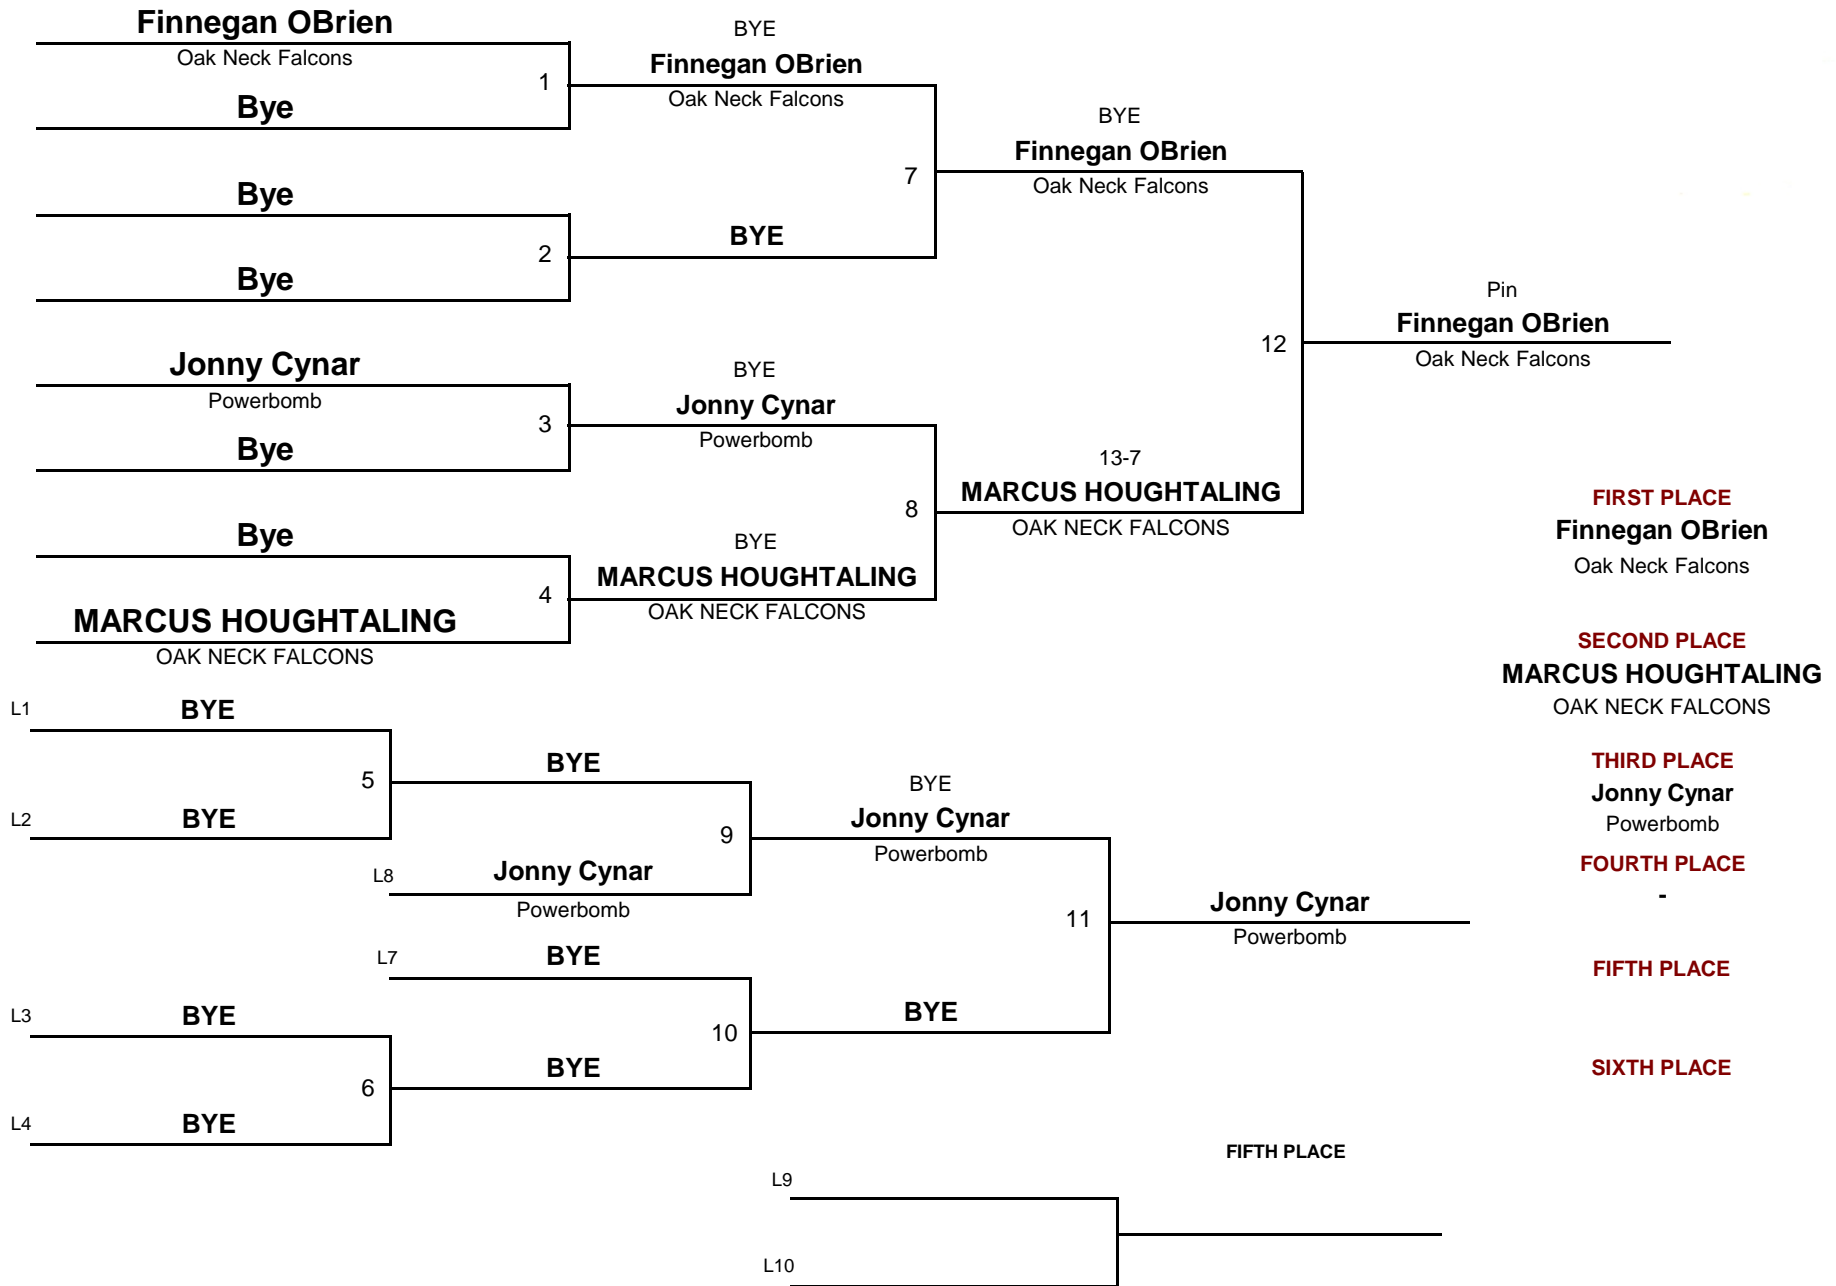 Finnegan OBrien
Oak Neck Falcons
1
Bye
BYE
Finnegan OBrien
Oak Neck Falcons
Bye
2
Bye
BYE
7
BYE
Finnegan OBrien
Oak Neck Falcons
Jonny Cynar
Powerbomb
3
Bye
BYE
Jonny Cynar
Powerbomb
Bye
4
MARCUS HOUGHTALING
OAK NECK FALCONS
BYE
MARCUS HOUGHTALING
OAK NECK FALCONS
8
13-7
MARCUS HOUGHTALING
OAK NECK FALCONS
12
Pin
Finnegan OBrien
Oak Neck Falcons
FIRST PLACE
Finnegan OBrien
Oak Neck Falcons
SECOND PLACE
MARCUS HOUGHTALING
OAK NECK FALCONS
THIRD PLACE
Jonny Cynar
Powerbomb
FOURTH PLACE
-
FIFTH PLACE
SIXTH PLACE
L1 BYE
5
L2 BYE
BYE
9
L8 Jonny Cynar
Powerbomb
BYE
Jonny Cynar
Powerbomb
L7 BYE
L3 BYE
6
L4 BYE
10
BYE
BYE
11
Jonny Cynar
Powerbomb
FIFTH PLACE
L9
L10